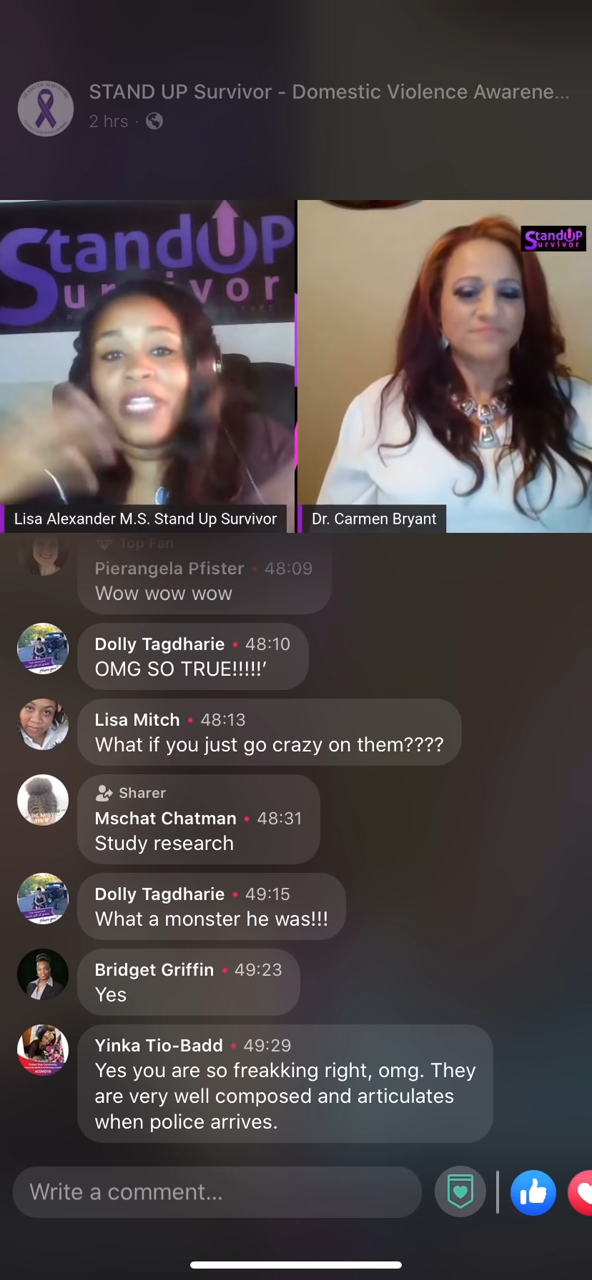 STAND UP Survivor - Domestic Violence Awarene...
2 hrs ·
StandUP
Survivor
StandUP
Survivor
Lisa Alexander M.S. Stand Up Survivor
Dr. Carmen Bryant
Top Fan
Pierangela Pfister • 48:09
Wow wow wow
Dolly Tagdharie • 48:10
OMG SO TRUE!!!!!’
Lisa Mitch • 48:13
What if you just go crazy on them????
Sharer
Mschat Chatman • 48:31
Study research
Dolly Tagdharie • 49:15
What a monster he was!!!
Bridget Griffin • 49:23
Yes
Yinka Tio-Badd • 49:29
Yes you are so freakking right, omg. They
are very well composed and articulates
when police arrives.
Write a comment...